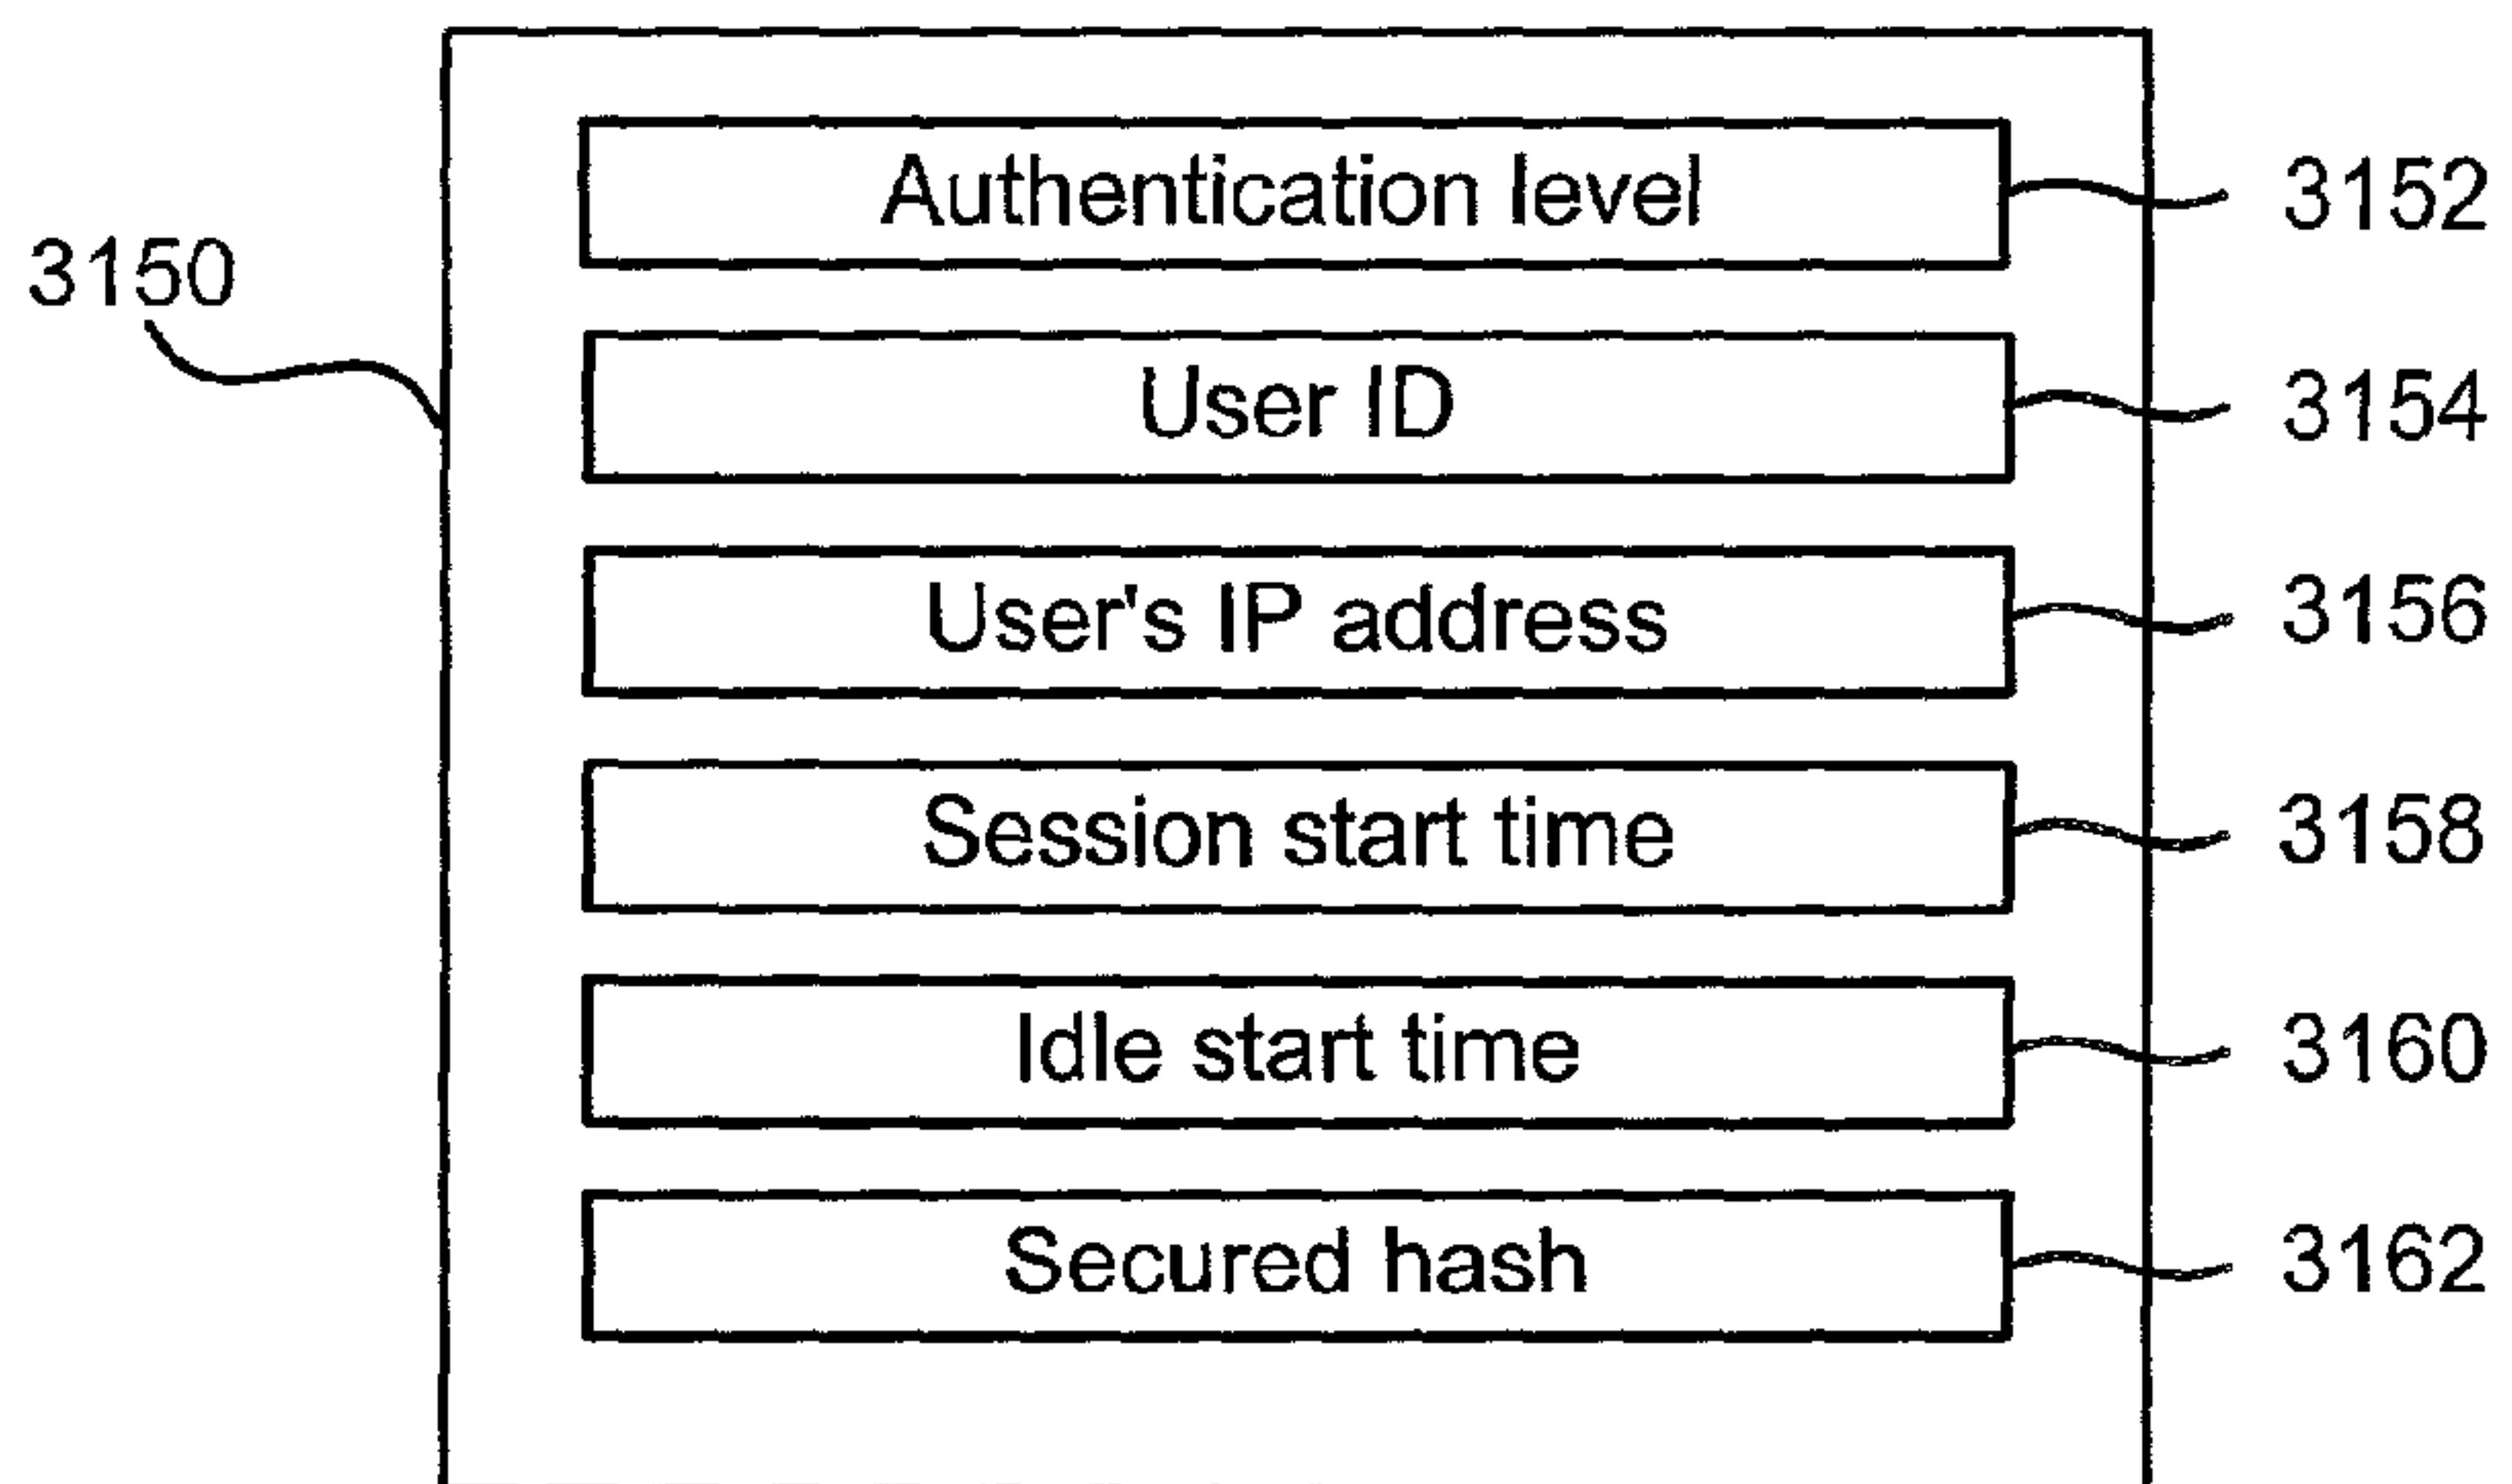 Authentication level 3152
3150
User ID 3154
User's IP address 3156
Session start time 3158
Idle start time 3160
Secured hash 3162